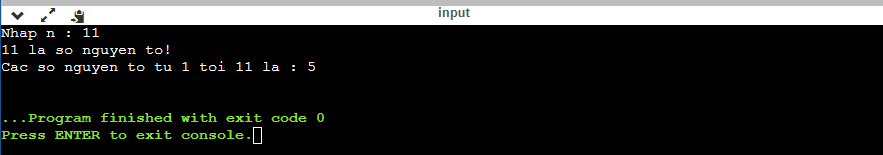 input
Nhap n : 11
11 la so nguyen to!
Cac so nguyen to tu 1 toi 11 la : 5
...Program finished with exit code 0
Press ENTER to exit console.